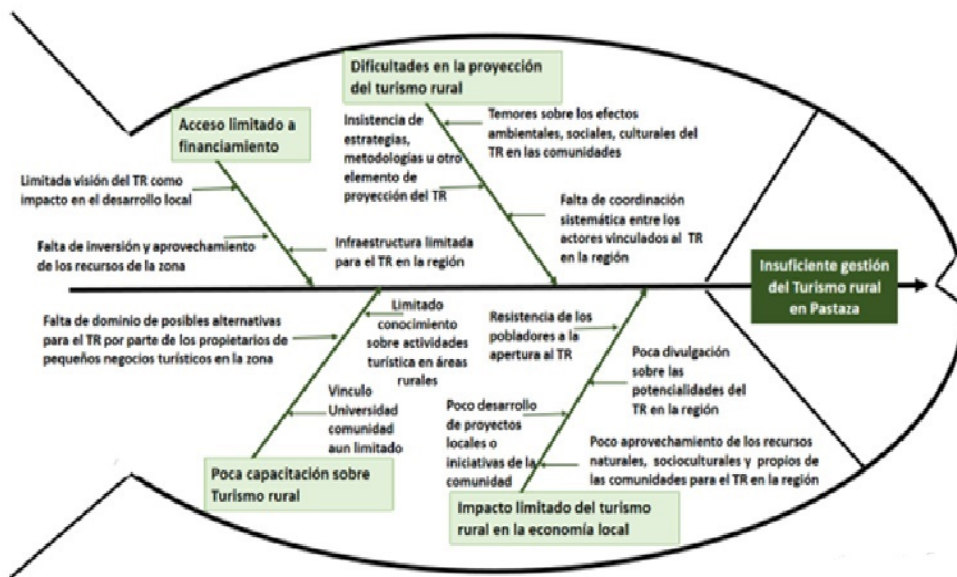 Dificultades en la proyección
del turismo rural
Acceso limitado a
financiamiento
Insistencia de
estrategias,
metodologías u otro
elemento de
proyección del TR
Temores sobre los efectos
ambientales, sociales, culturales del
TR en las comunidades
Limitada visión del TR como
impacto en el desarrollo local
Falta de coordinación
sistemática entre los
actores vinculados al TR
en la región
Falta de inversión y aprovechamiento
de los recursos de la zona
Infraestructura limitada
para el TR en la región
Insuficiente gestión
del Turismo rural
en Pastaza
Falta de dominio de posibles alternativas
para el TR por parte de los propietarios de
pequeños negocios turísticos en la zona
Limitado
conocimiento
sobre actividades
turística en áreas
rurales
Resistencia de los
pobladores a la
apertura al TR
Poca divulgación
sobre las
potencialidades del
TR en la región
Vinculo
Universidad
comunidad
aun limitado
Poco desarrollo
de proyectos
locales o
iniciativas de la
comunidad
Poco aprovechamiento de los recursos
naturales, socioculturales y propios de
las comunidades para el TR en la región
Poca capacitación sobre
Turismo rural
Impacto limitado del turismo
rural en la economía local